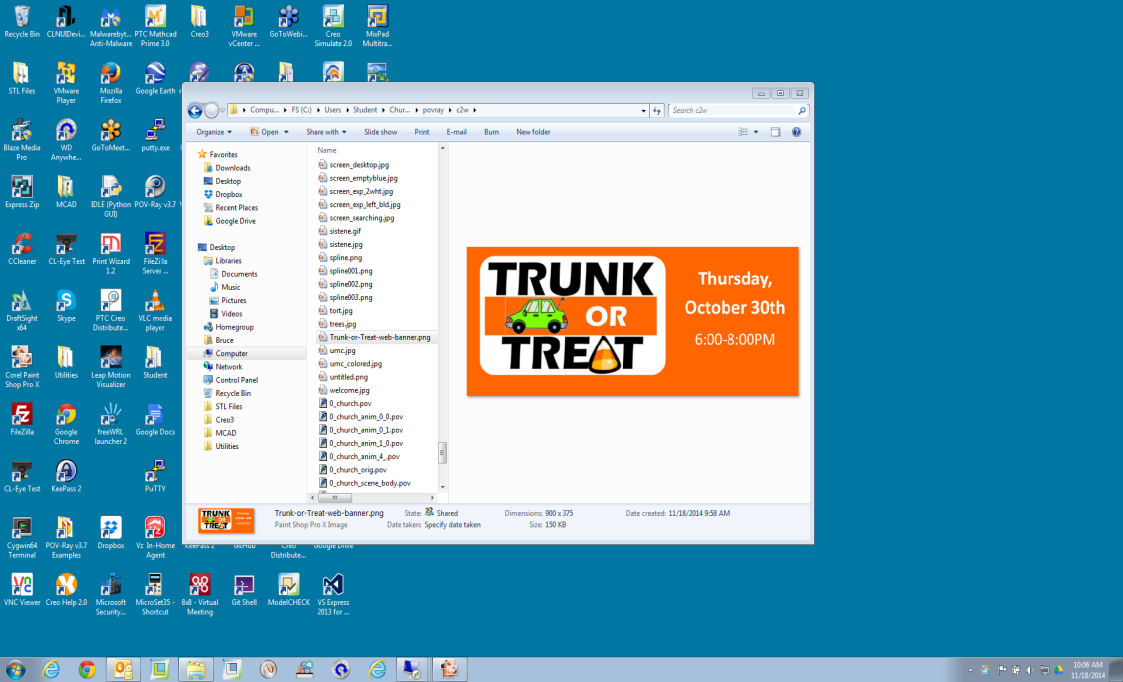 Recycle Bin
CLNUIDevi...
Malwarebyt...
Anti-Malware
PTC Mathcad
Prime 3.0
Creo3
VMware
vCenter ...
GoToWebi...
Creo
Simulate 2.0
MixPad
Multitra...
STL Files
VMware
Player
Mozilla
Firefox
Google Earth
Blaze Media
Pro
WD
Anywhe...
GoToMeet...
putty.exe
Express Zip
MCAD
IDLE (Python
GUI)
POV-Ray v3.7
CCleaner
CL-Eye Test
Print Wizard
1.2
FileZilla
Server ...
DraftSight
x64
Skype
PTC Creo
Distribute...
VLC media
player
Corel Paint
Shop Pro X
Utilities
Leap Motion
Visualizer
Student
FileZilla
Google
Chrome
freeWRL
launcher 2
Google Docs
CL-Eye Test
KeePass 2
PuTTY
Cygwin64
Terminal
POV-Ray v3.7
Examples
Dropbox
Vz In-Home
Agent
KeePass 2
GitHub
Creo
Distribute...
Google Drive
VNC Viewer
Creo Help 2.0
Microsoft
Security...
MicroSet35 -
Shortcut
8x8 - Virtual
Meeting
Git Shell
ModelCHECK
VS Express
2013 for ...
Compu... FS (C:) Users Student Chur... povray c2w
Search c2w
Organize Open Share with Slide show Print E-mail Burn New folder
Favorites
Downloads
Desktop
Dropbox
Recent Places
Google Drive
Desktop
Libraries
Documents
Music
Pictures
Videos
Homegroup
Bruce
Computer
Network
Control Panel
Recycle Bin
STL Files
Creo3
MCAD
Utilities
Name
screen_desktop.jpg
screen_emptyblue.jpg
screen_exp_2wht.jpg
screen_exp_left_bld.jpg
screen_searching.jpg
sistene.gif
sistene.jpg
spline.png
spline001.png
spline002.png
spline003.png
tort.jpg
trees.jpg
Trunk-or-Treat-web-banner.png
umc.jpg
umc_colored.jpg
untitled.png
welcome.jpg
0_church.pov
0_church_anim_0_0.pov
0_church_anim_0_1.pov
0_church_anim_1_0.pov
0_church_anim_4_.pov
0_church_orig.pov
0_church_scene_body.pov
TRUNK
OR
TREAT
Thursday,
October 30th
6:00-8:00PM
TRUNK
OR
TREAT
Trunk-or-Treat-web-banner.png State: Shared Dimensions: 900 x 375 Date created: 11/18/2014 9:58 AM
Paint Shop Pro X Image Date taken: Specify date taken Size: 150 KB
10:06 AM
11/18/2014